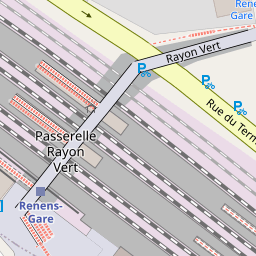 Renens
Gare
P
Rayon Vert
P
P
Rue du Term
Passerelle
Rayon
Vert
Renens-
Gare